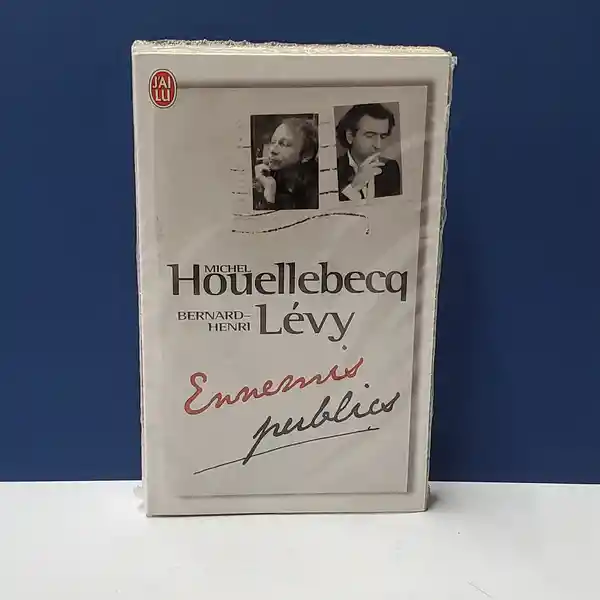 J'AI
LU
MICHEL
Houellebecq
BERNARD-
HENRI Lévy
Ennemis
publics